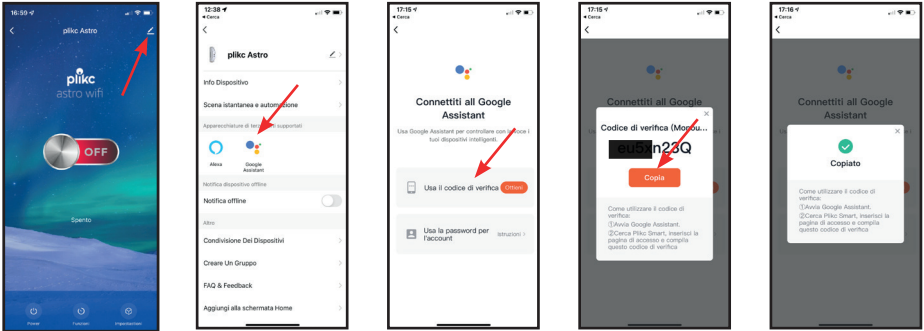 16:59
plikc Astro
plikc
astro wifi
OFF
Spento
Power
Funzioni
Impostazioni
12:38
Cerca
plikc Astro
Info Dispositivo
Scena istantanea e automazione
Apparecchiature di terze parti supportati
Alexa
Google
Assistant
Notifica dispositivo offline
Notifica offline
Altro
Condivisione Dei Dispositivi
Creare Un Gruppo
FAQ & Feedback
Aggiungi alla schermata Home
17:15
Cerca
Connettiti all Google
Assistant
Usa Google Assistant per controllare con la voce i
tuoi dispositivi intelligenti.
Usa il codice di verifica
Ottieni
Usa la password per
l'account
Istruzioni
17:15
Cerca
Connettiti all Google
Assistant
Codice di verifica (Monou...
eu5xn23Q
Copia
Come utilizzare il codice di
verifica:
①Avvia Google Assistant.
②Cerca Plikc Smart, inserisci la
pagina di accesso e compila
questo codice di verifica
17:16
Cerca
Connettiti all Google
Assistant
Copiato
Come utilizzare il codice di
verifica:
①Avvia Google Assistant.
②Cerca Plikc Smart, inserisci la
pagina di accesso e compila
questo codice di verifica